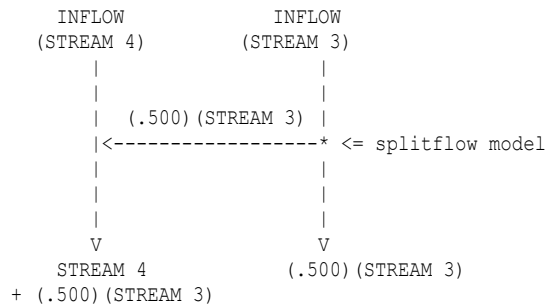 INFLOW INFLOW
(STREAM 4) (STREAM 3)
| |
| |
| (.500)(STREAM 3) |
|<------------------* <= splitflow model
| |
| |
| |
V V
STREAM 4 (.500)(STREAM 3)
+ (.500)(STREAM 3)